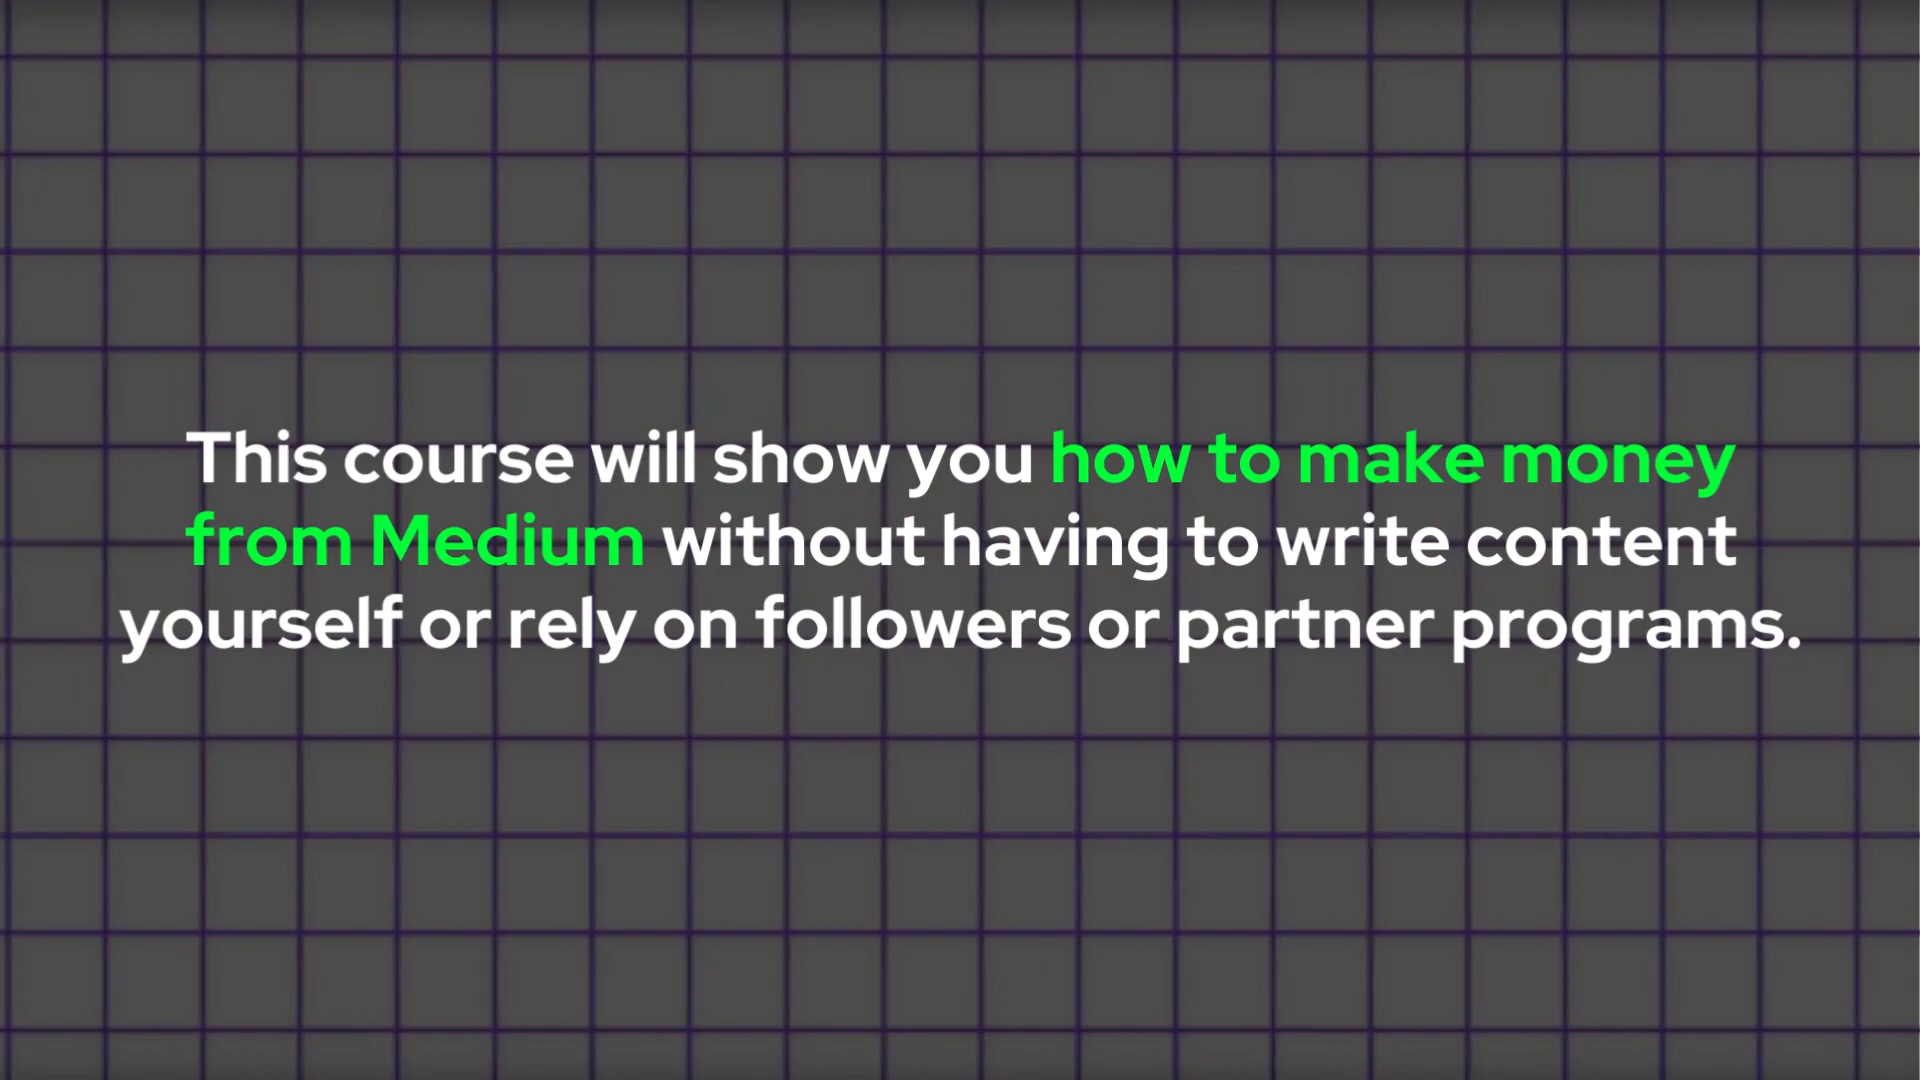 This course will show you how to make money
from Medium without having to write content
yourself or rely on followers or partner programs.